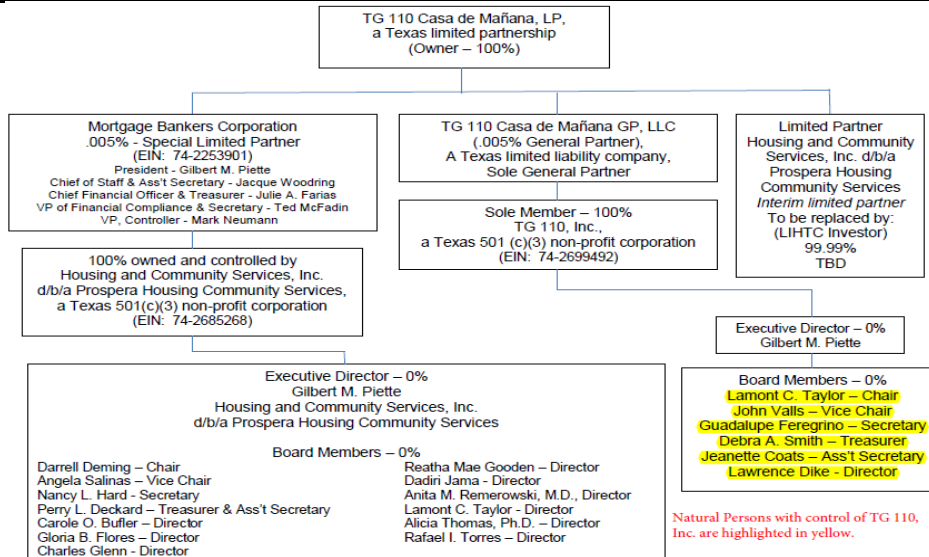 TG 110 Casa de Mañana, LP,
a Texas limited partnership
(Owner – 100%)
Mortgage Bankers Corporation
.005% - Special Limited Partner
(EIN: 74-2253901)
President - Gilbert M. Piette
Chief of Staff & Ass't Secretary - Jacque Woodring
Chief Financial Officer & Treasurer - Julie A. Farias
VP of Financial Compliance & Secretary - Ted McFadin
VP, Controller - Mark Neumann
TG 110 Casa de Mañana GP, LLC
(.005% General Partner),
A Texas limited liability company,
Sole General Partner
Limited Partner
Housing and Community
Services, Inc. d/b/a
Prospera Housing
Community Services
Interim limited partner
To be replaced by:
(LIHTC Investor)
99.99%
TBD
Sole Member – 100%
TG 110, Inc.,
a Texas 501 (c)(3) non-profit corporation
(EIN: 74-2699492)
100% owned and controlled by
Housing and Community Services, Inc.
d/b/a Prospera Housing Community Services,
a Texas 501(c)(3) non-profit corporation
(EIN: 74-2685268)
Executive Director – 0%
Gilbert M. Piette
Executive Director – 0%
Gilbert M. Piette
Housing and Community Services, Inc.
d/b/a Prospera Housing Community Services
Board Members – 0%
Darrell Deming – Chair
Angela Salinas – Vice Chair
Nancy L. Hard - Secretary
Perry L. Deckard – Treasurer & Ass't Secretary
Carole O. Bufler – Director
Gloria B. Flores – Director
Charles Glenn - Director
Reatha Mae Gooden – Director
Dadiri Jama - Director
Anita M. Remerowski, M.D., Director
Lamont C. Taylor - Director
Alicia Thomas, Ph.D. – Director
Rafael I. Torres – Director
Board Members – 0%
Lamont C. Taylor – Chair
John Valls – Vice Chair
Guadalupe Feregrino – Secretary
Debra A. Smith – Treasurer
Jeanette Coats – Ass't Secretary
Lawrence Dike - Director
Natural Persons with control of TG 110,
Inc. are highlighted in yellow.